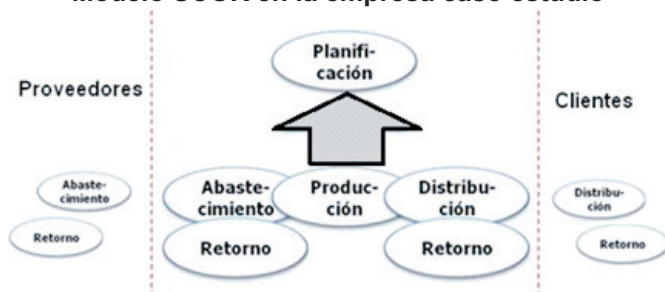 Modelo SCOR en la empresa caso estudio
Planifi-
cación
Proveedores
Clientes
Abaste-
cimiento
Retorno
Abaste-
cimiento
Produc-
ción
Distribu-
ción
Retorno
Retorno
Distribu-
ción
Retorno